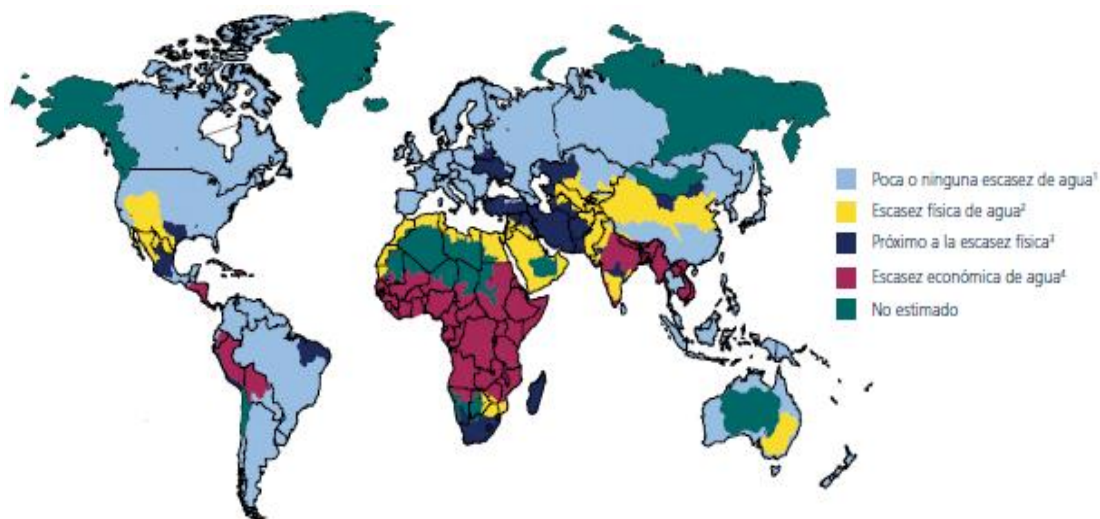 Poca o ninguna escasez de agua¹
Escasez física de agua²
Próximo a la escasez física³
Escasez económica de agua⁴
No estimado